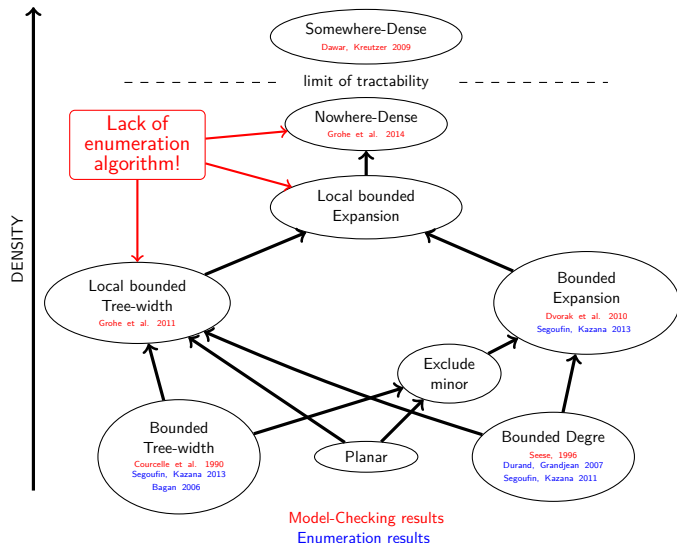 Somewhere-Dense
Dawar, Kreutzer 2009
limit of tractability
Nowhere-Dense
Grohe et al. 2014
Lack of
enumeration
algorithm!
Local bounded
Expansion
DENSITY
Local bounded
Tree-width
Grohe et al. 2011
Bounded
Expansion
Dvorak et al. 2010
Segoufin, Kazana 2013
Exclude
minor
Bounded
Tree-width
Courcelle et al. 1990
Segoufin, Kazana 2013
Bagan 2006
Planar
Bounded Degre
Seese, 1996
Durand, Grandjean 2007
Segoufin, Kazana 2011
Model-Checking results
Enumeration results